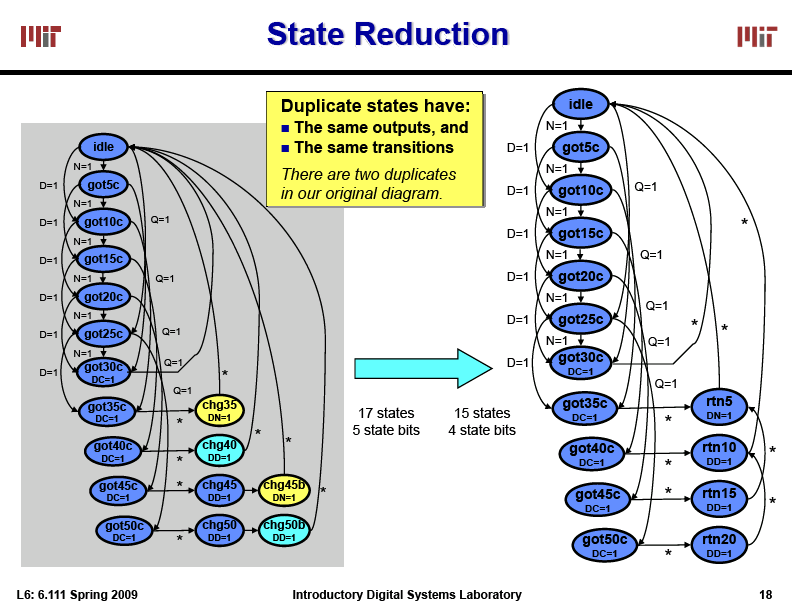 State Reduction
Duplicate states have:
The same outputs, and
The same transitions
There are two duplicates
in our original diagram.
idle
N=1
D=1
got5c
N=1
D=1
got10c
Q=1
N=1
D=1
got15c
N=1
Q=1
D=1
got20c
N=1
D=1
got25c
Q=1
N=1
D=1
got30c
DC=1
Q=1
*
Q=1
got35c
DC=1
*
chg35
DN=1
got40c
DC=1
*
chg40
DD=1
*
*
got45c
DC=1
*
chg45
DD=1
chg45b
DN=1
*
got50c
DC=1
*
chg50
DD=1
chg50b
DD=1
17 states
5 state bits
15 states
4 state bits
idle
N=1
D=1
got5c
N=1
D=1
got10c
Q=1
N=1
D=1
got15c
*
N=1
Q=1
D=1
got20c
N=1
Q=1
D=1
got25c
*
*
N=1
Q=1
D=1
got30c
DC=1
Q=1
got35c
DC=1
*
rtn5
DN=1
got40c
DC=1
*
rtn10
DD=1
*
got45c
DC=1
*
rtn15
DD=1
*
got50c
DC=1
*
rtn20
DD=1
L6: 6.111 Spring 2009
Introductory Digital Systems Laboratory
18